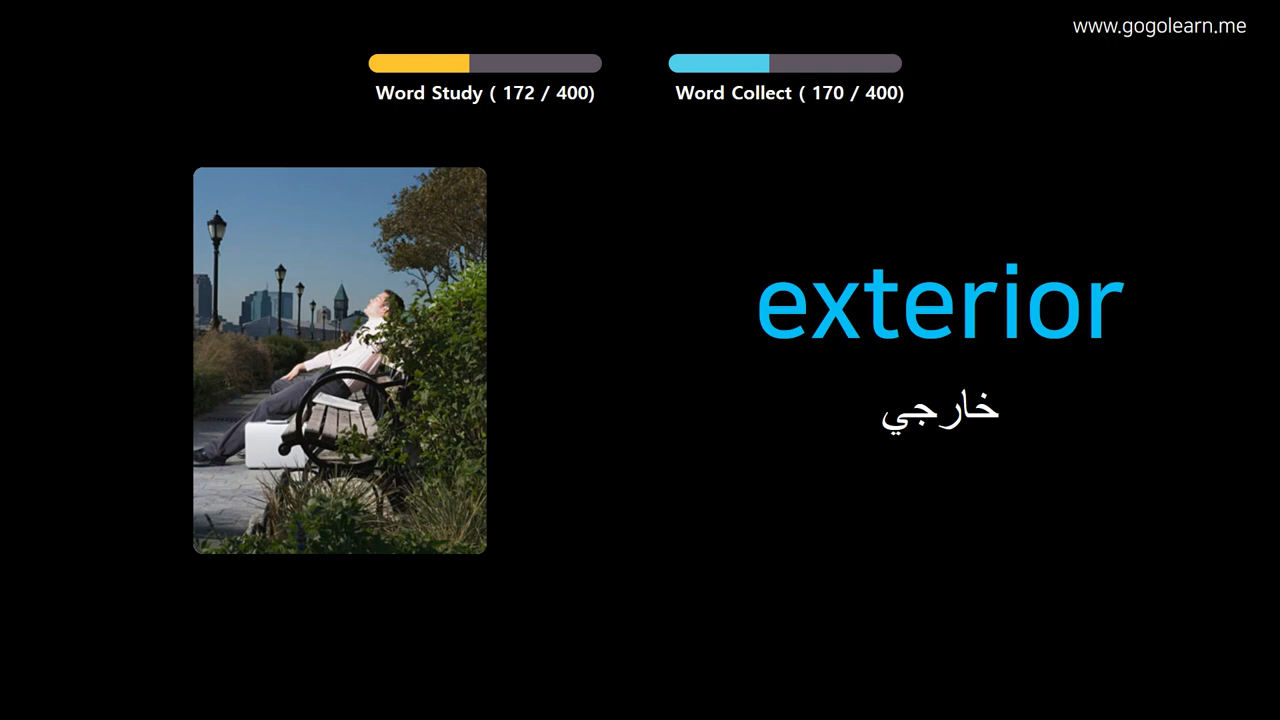 www.gogolearn.me
Word Study ( 172 / 400)
Word Collect ( 170 / 400)
exterior
خارجي